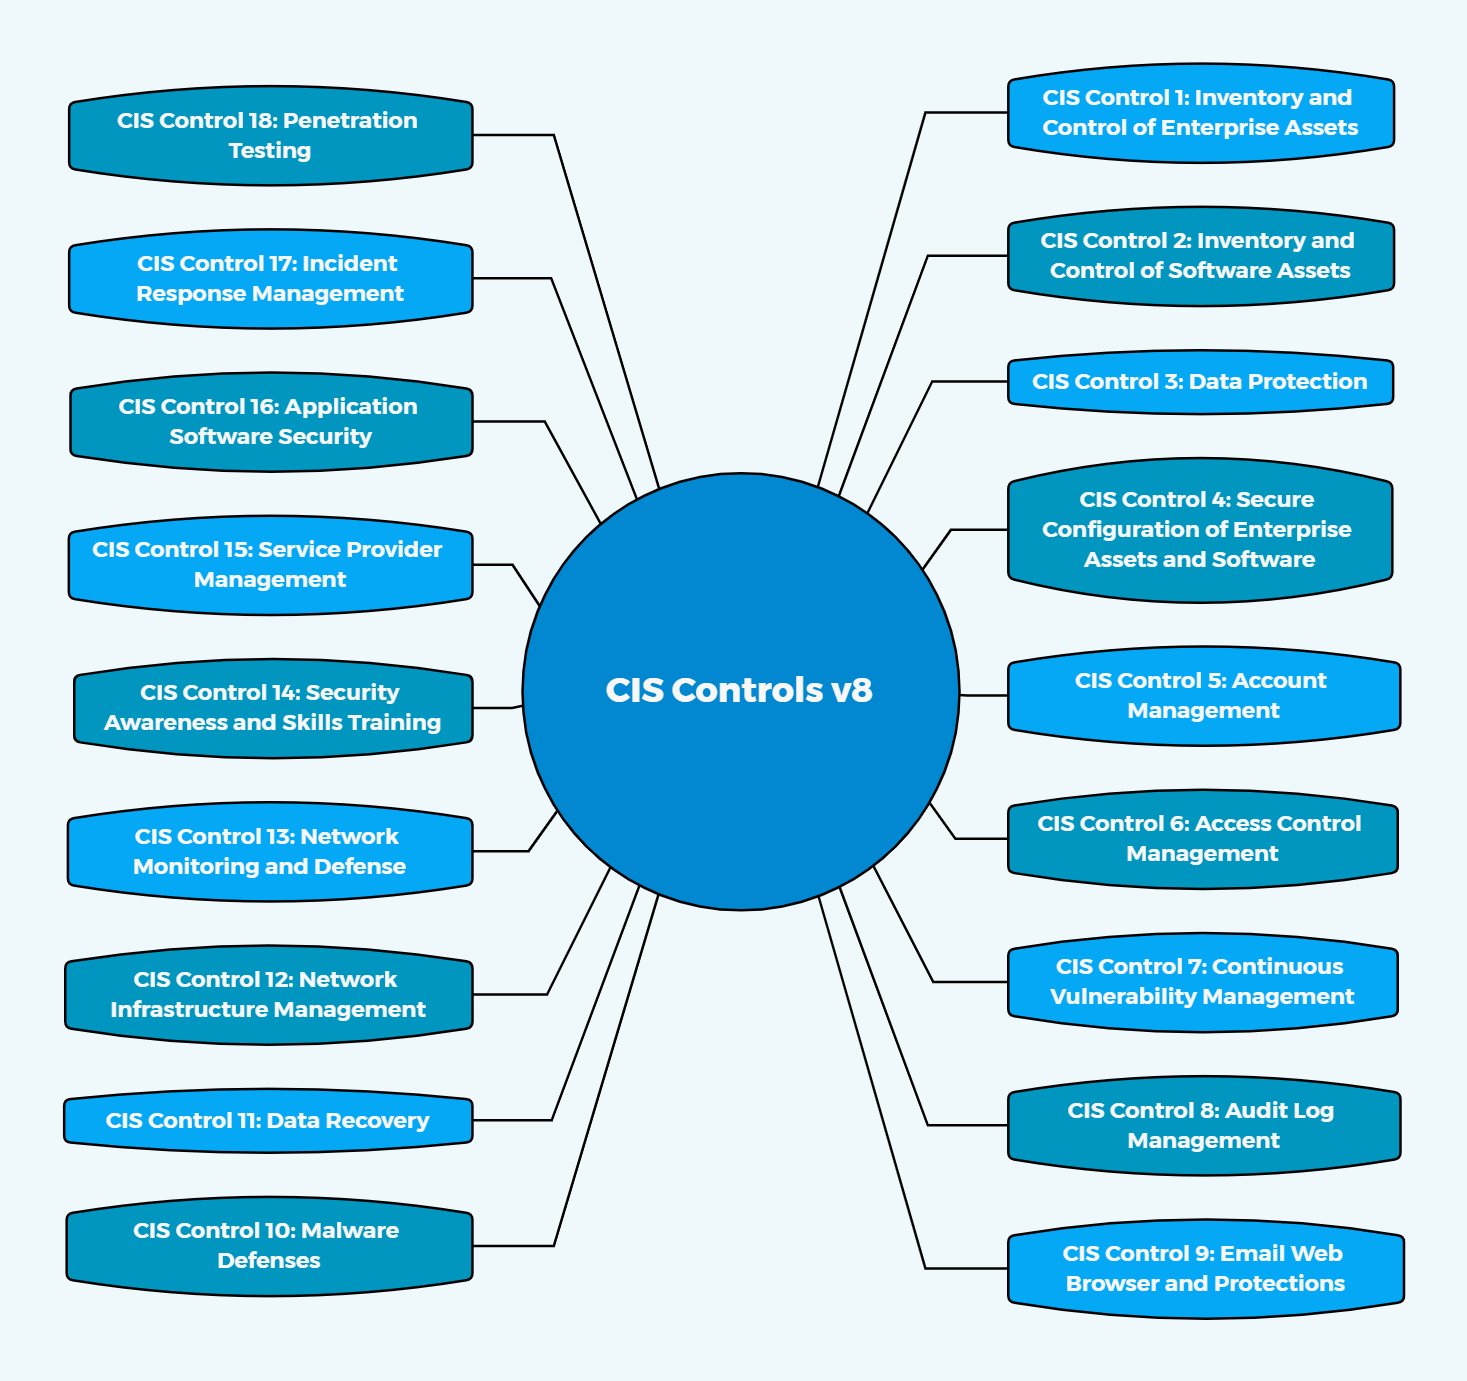 CIS Controls v8
CIS Control 1: Inventory and
Control of Enterprise Assets
CIS Control 2: Inventory and
Control of Software Assets
CIS Control 3: Data Protection
CIS Control 4: Secure
Configuration of Enterprise
Assets and Software
CIS Control 5: Account
Management
CIS Control 6: Access Control
Management
CIS Control 7: Continuous
Vulnerability Management
CIS Control 8: Audit Log
Management
CIS Control 9: Email Web
Browser and Protections
CIS Control 10: Malware
Defenses
CIS Control 11: Data Recovery
CIS Control 12: Network
Infrastructure Management
CIS Control 13: Network
Monitoring and Defense
CIS Control 14: Security
Awareness and Skills Training
CIS Control 15: Service Provider
Management
CIS Control 16: Application
Software Security
CIS Control 17: Incident
Response Management
CIS Control 18: Penetration
Testing